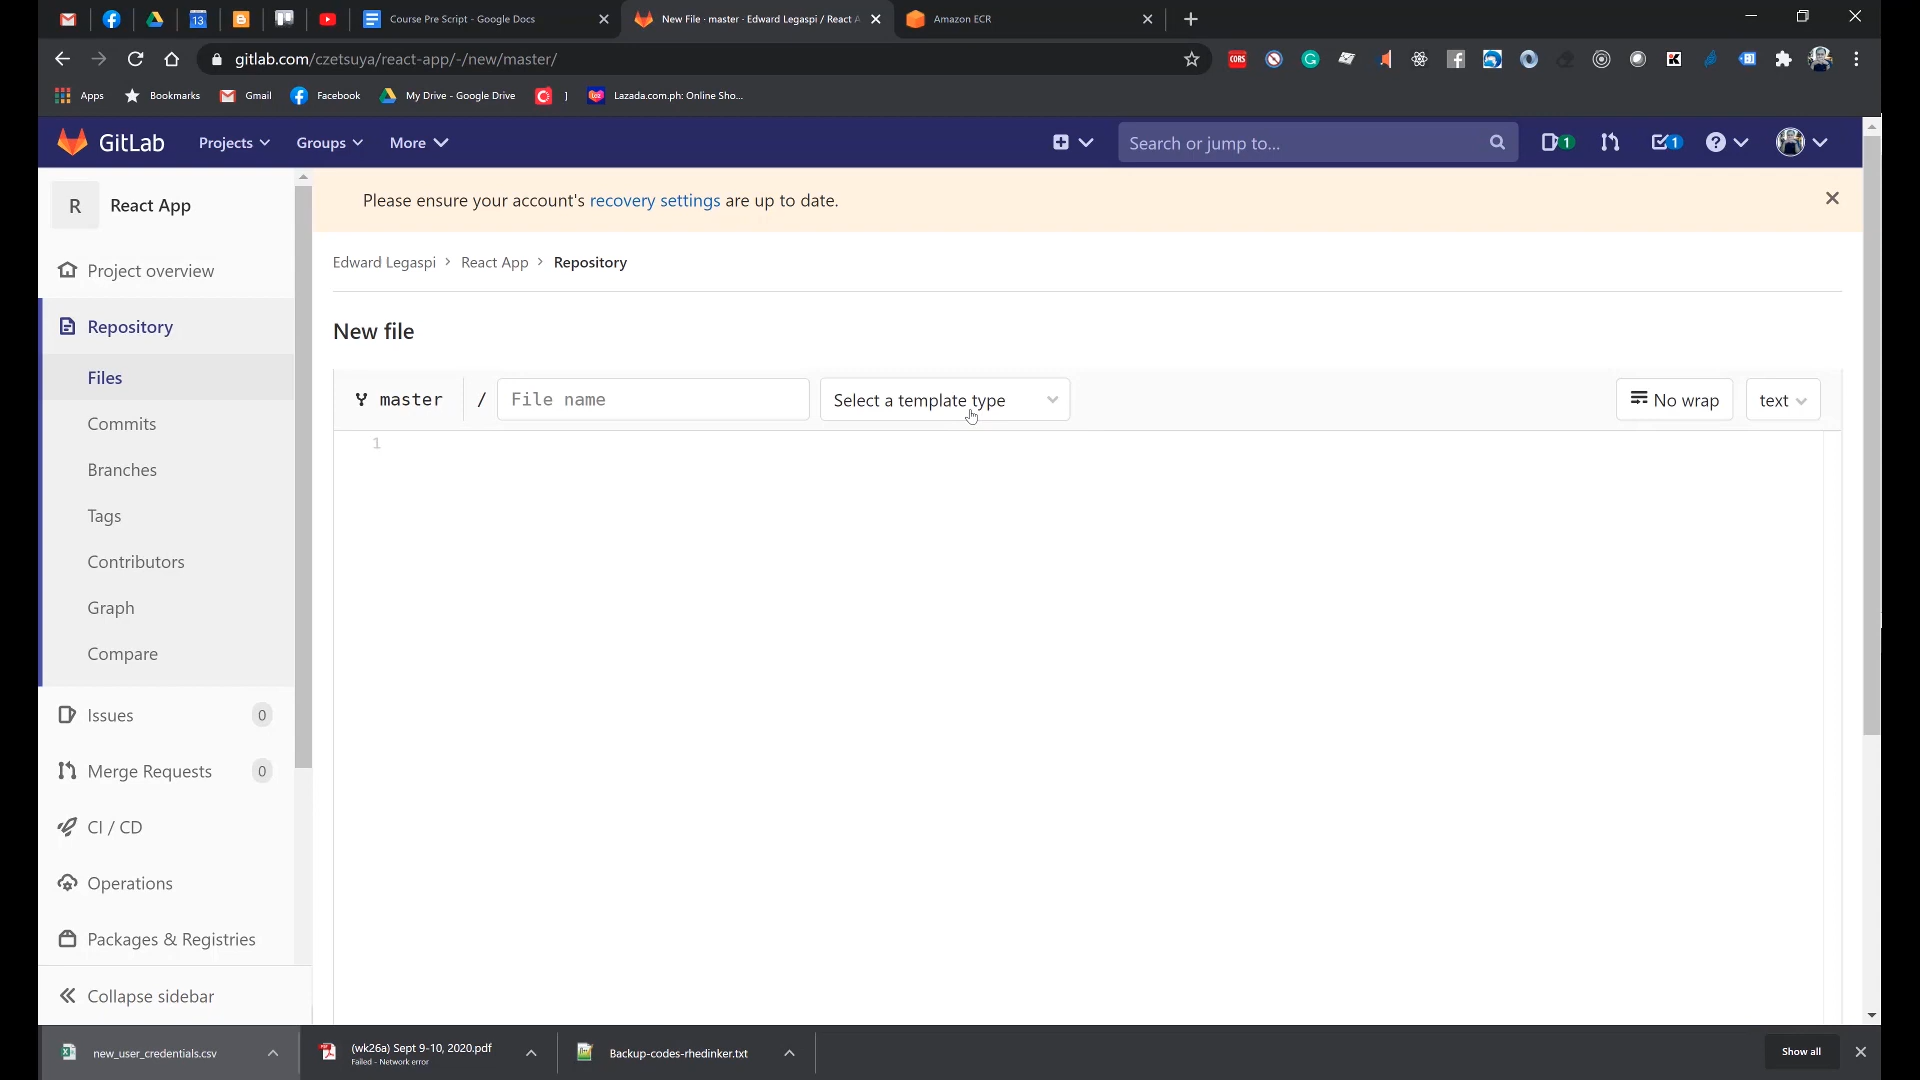 Course Pre Script - Google Docs
New File · master · Edward Legaspi / React A
Amazon ECR
gitlab.com/czetsuya/react-app/-/new/master/
Apps
Bookmarks
Gmail
Facebook
My Drive - Google Drive
]
Lazada.com.ph: Online Sho...
GitLab
Projects
Groups
More
Search or jump to...
1
1
R
React App
Please ensure your account's recovery settings are up to date.
Project overview
Edward Legaspi > React App > Repository
Repository
New file
Files
master
/
File name
Select a template type
No wrap
text
1
Commits
Branches
Tags
Contributors
Graph
Compare
Issues
0
Merge Requests
0
CI / CD
Operations
Packages & Registries
Collapse sidebar
new_user_credentials.csv
(wk26a) Sept 9-10, 2020.pdf
Failed - Network error
Backup-codes-rhedinker.txt
Show all